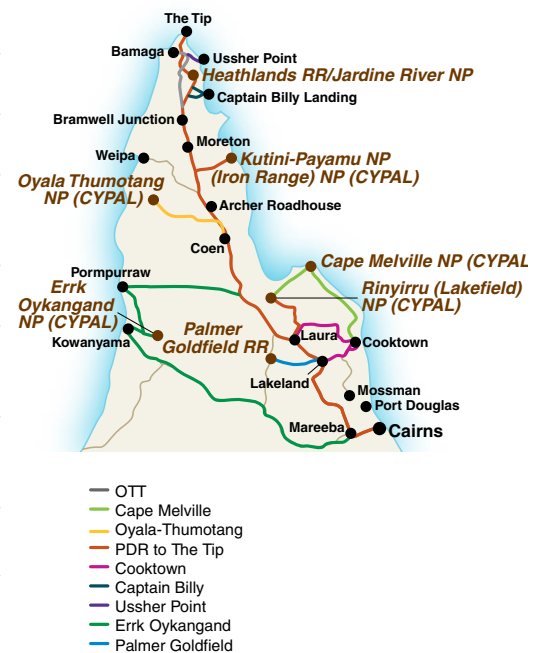 The Tip
Bamaga
Ussher Point
Heathlands RR/Jardine River NP
Captain Billy Landing
Bramwell Junction
Moreton
Weipa
Kutini-Payamu NP
(Iron Range) NP (CYPAL)
Oyala Thumotang
NP (CYPAL)
Archer Roadhouse
Coen
Cape Melville NP (CYPAL
Pormpurraw
Rinyirru (Lakefield)
NP (CYPAL)
Errk
Oykangand
NP (CYPAL)
Palmer
Goldfield RR
Kowanyama
Laura
Cooktown
Lakeland
Mossman
Port Douglas
Mareeba
Cairns
OTT
Cape Melville
Oyala-Thumotang
PDR to The Tip
Cooktown
Captain Billy
Ussher Point
Errk Oykangand
Palmer Goldfield